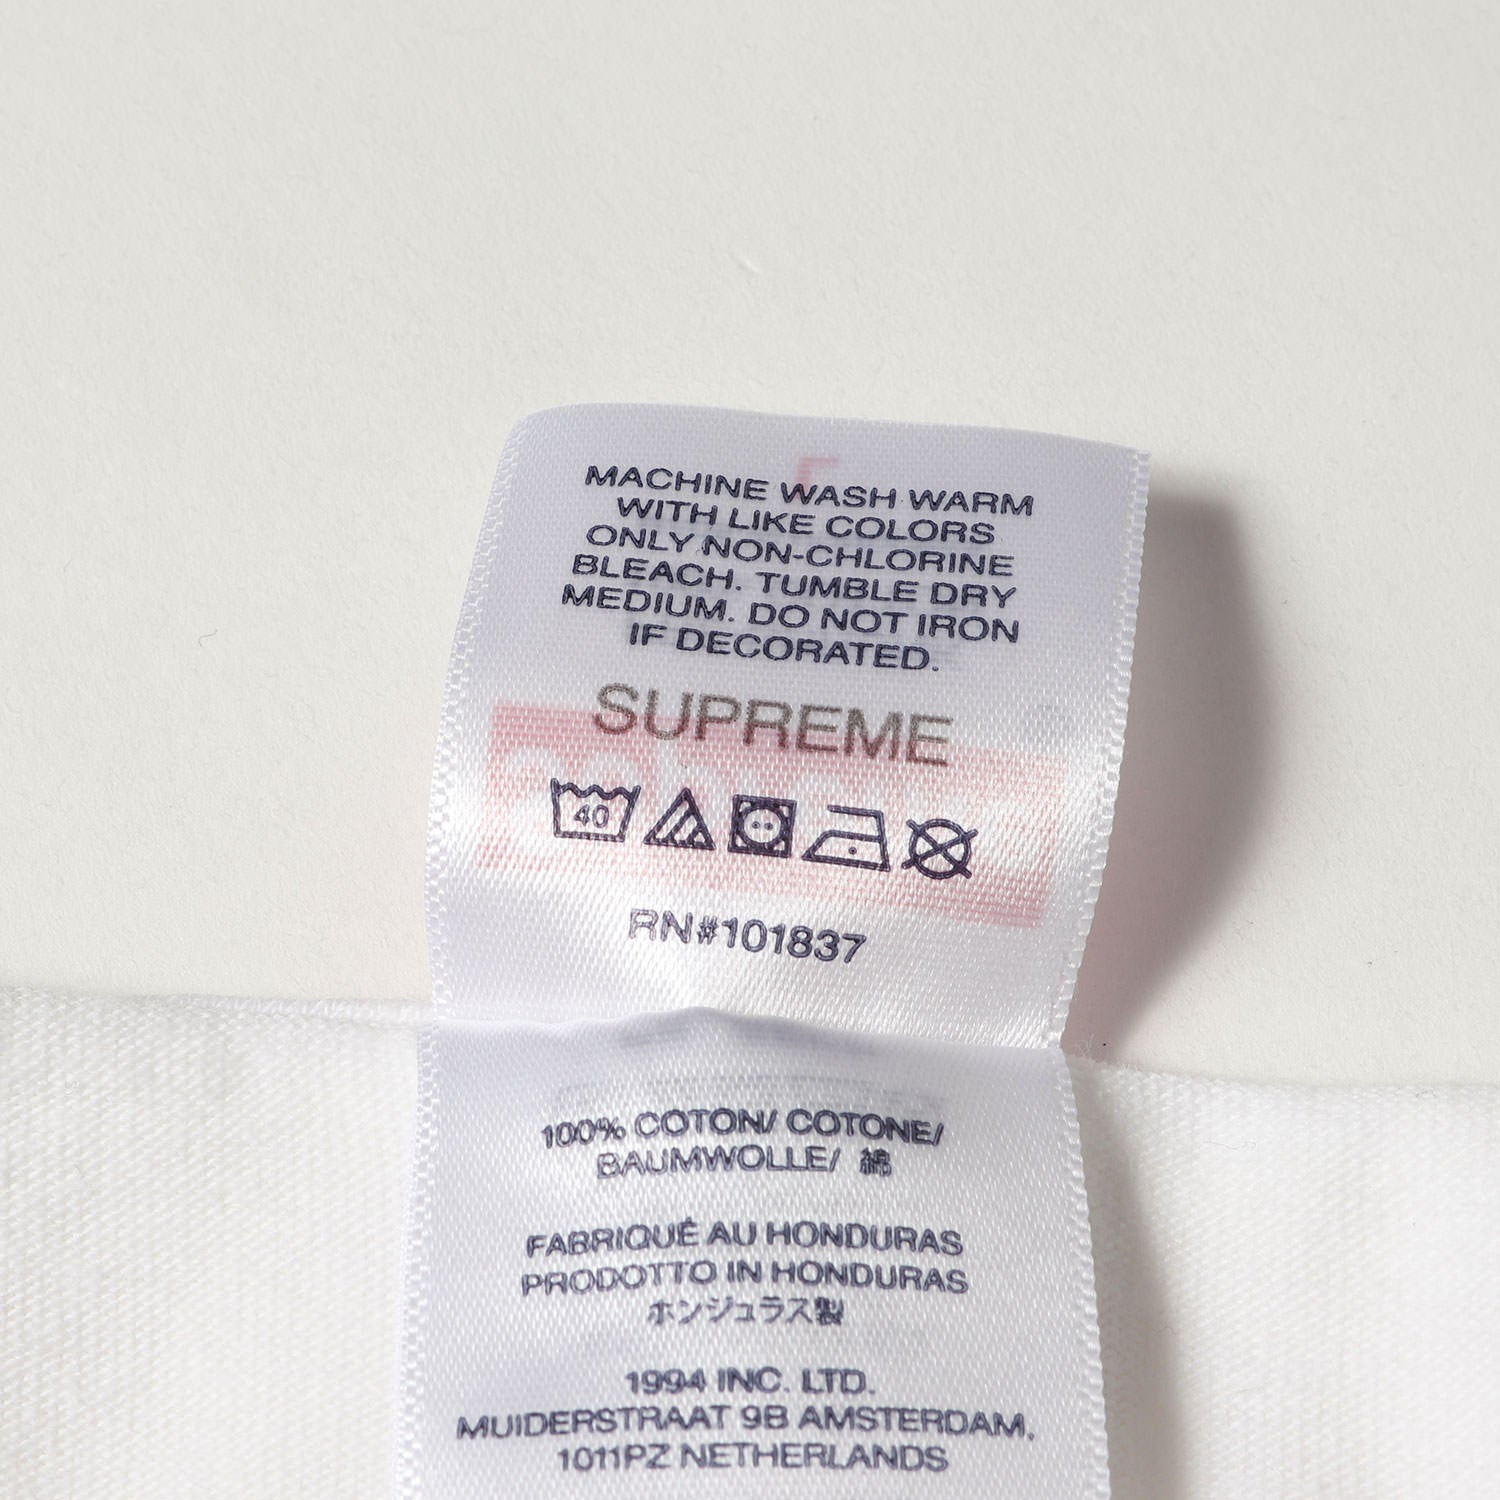 MACHINE WASH WARM
WITH LIKE COLORS
ONLY NON-CHLORINE
BLEACH. TUMBLE DRY
MEDIUM. DO NOT IRON
IF DECORATED.
SUPREME
40
RN#101837
100% COTON/ COTONE/
BAUMWOLLE/ 綿
FABRIQUÉ AU HONDURAS
PRODOTTO IN HONDURAS
ホンジュラス製
1994 INC. LTD.
MUIDERSTRAAT 9B AMSTERDAM,
1011PZ NETHERLANDS